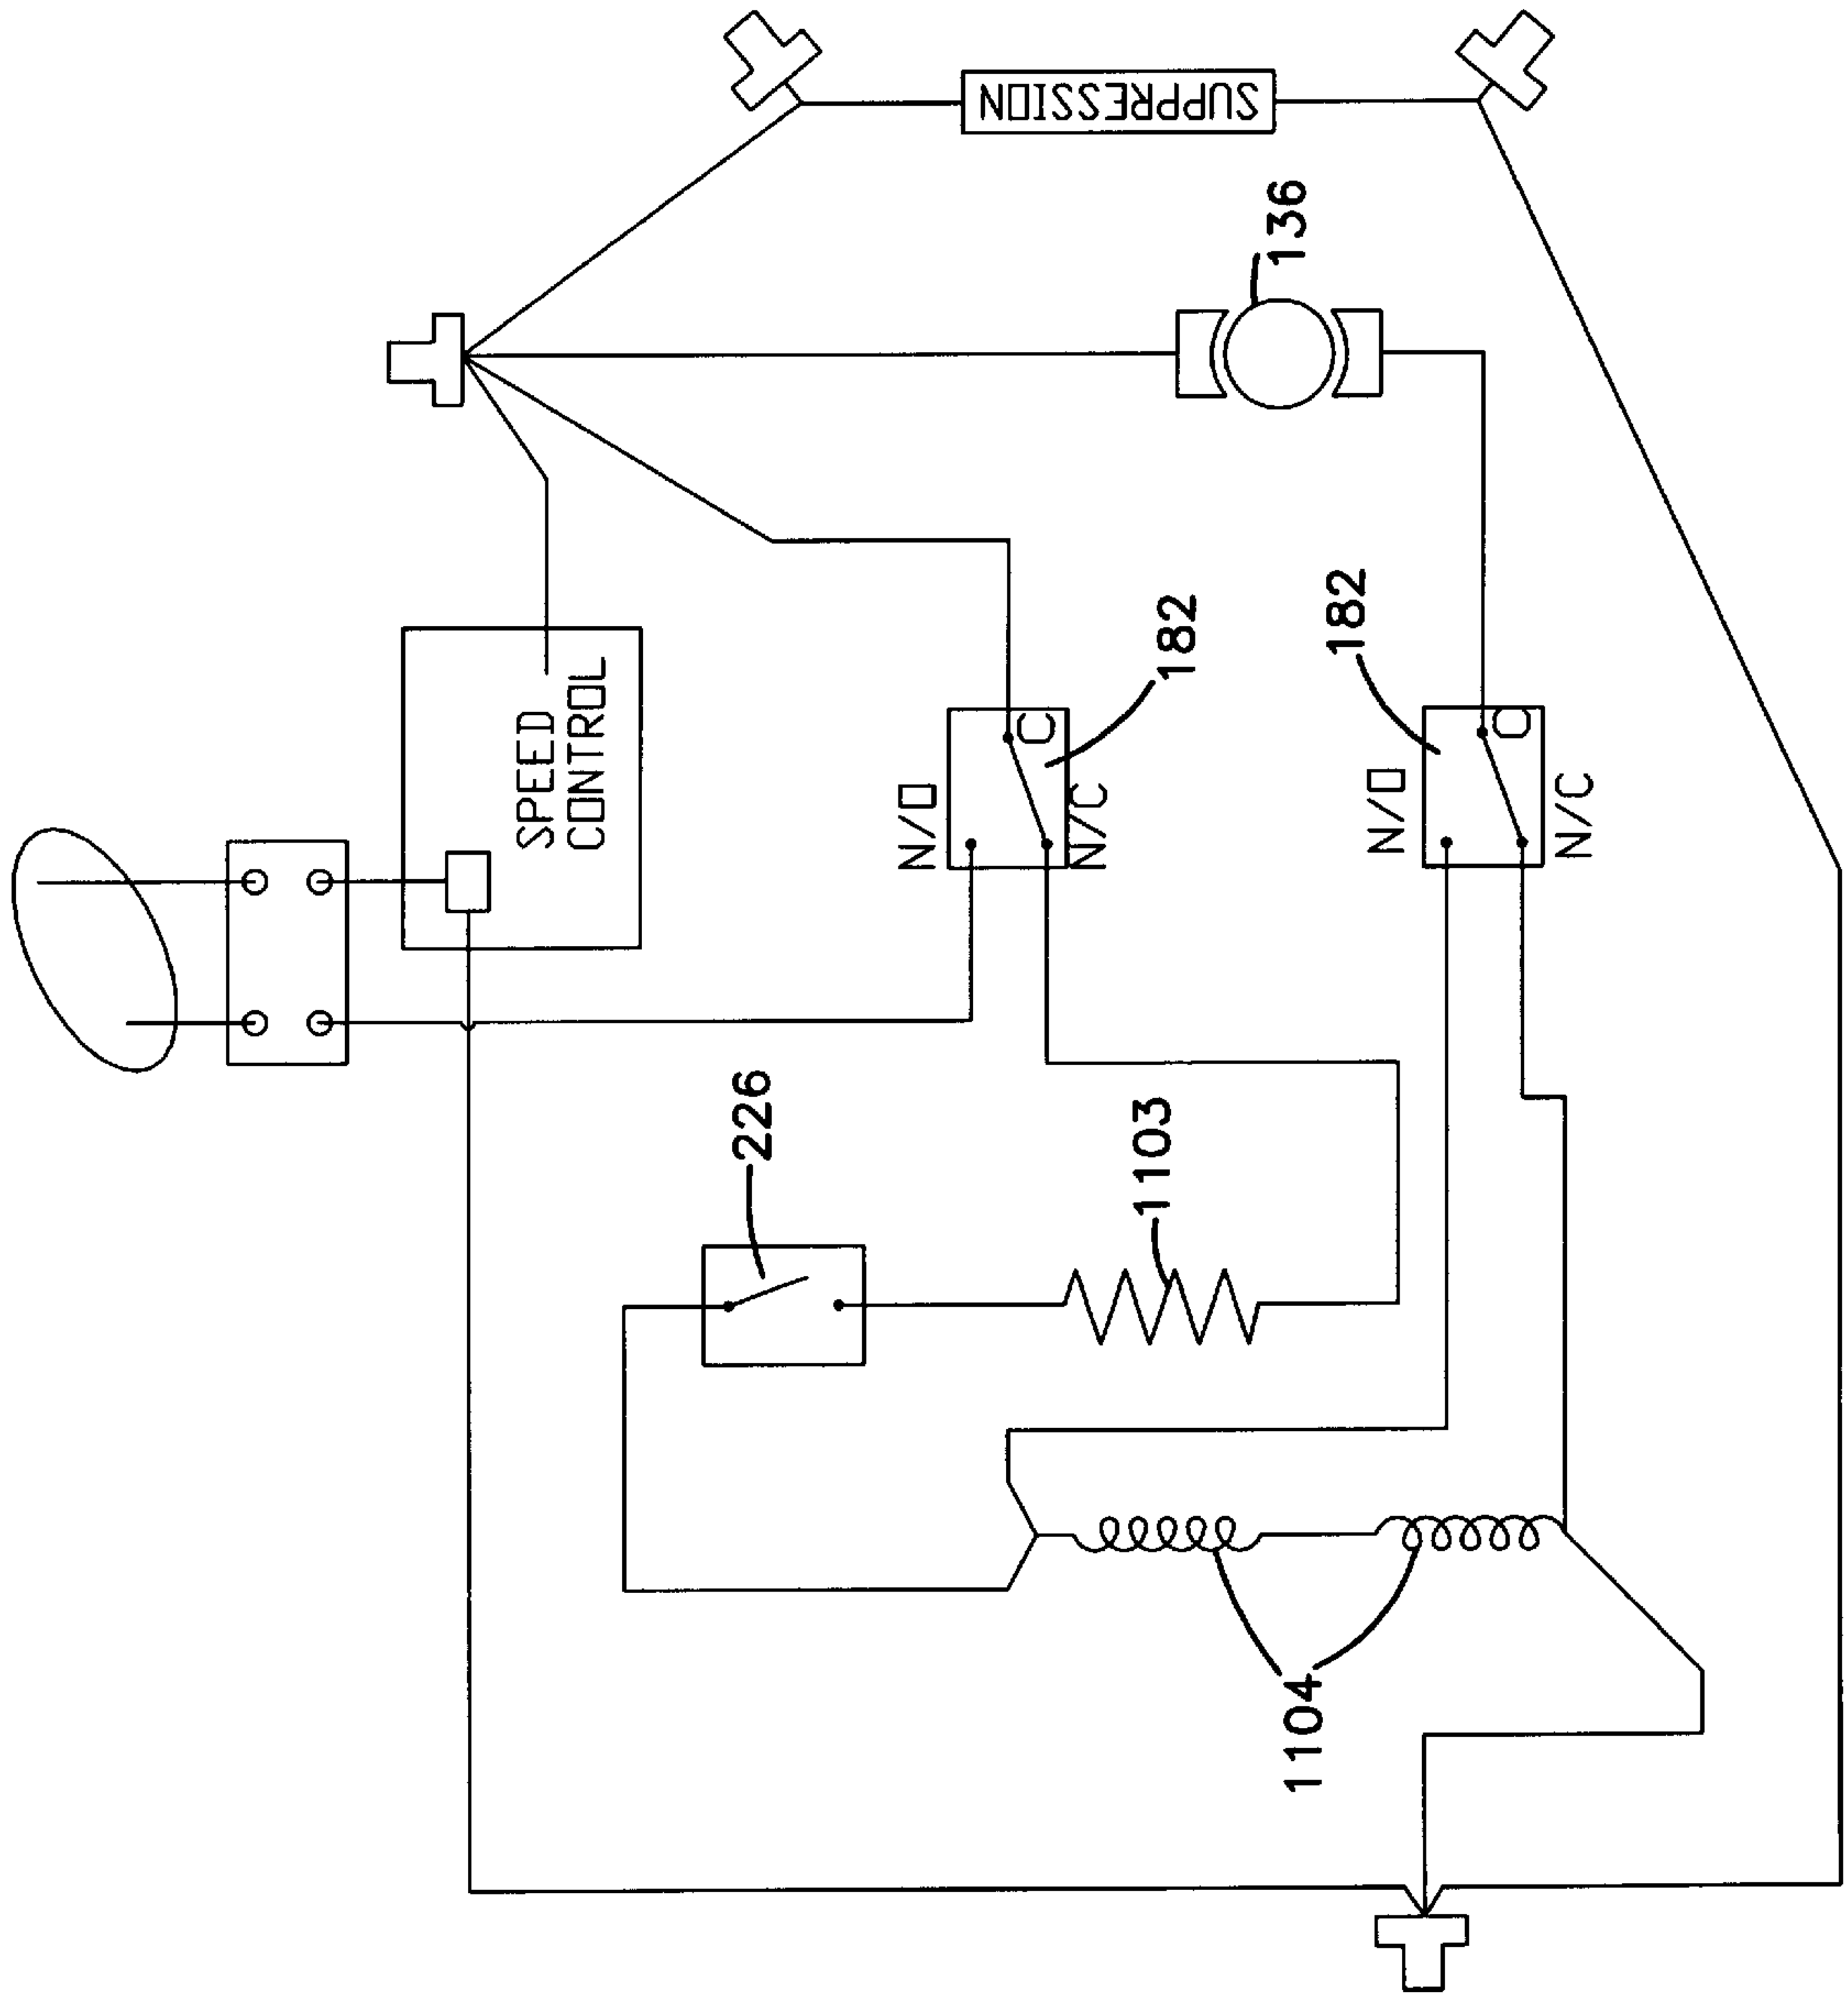 SPEED
CONTROL
226
N/O
C
N/C
1103
182
SUPPRESSION
136
1104
182
N/O
C
N/C